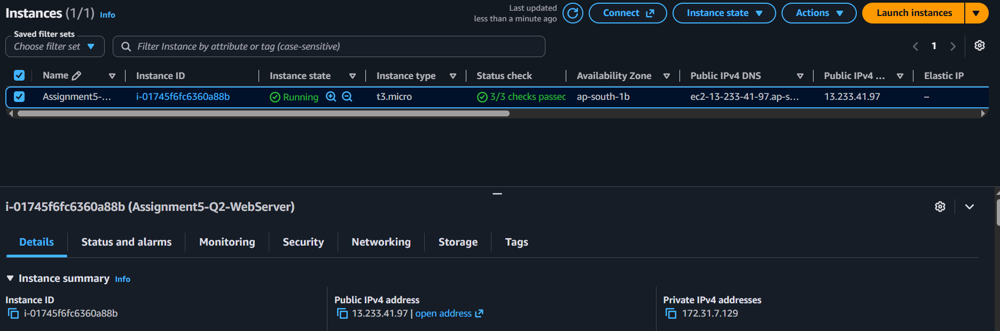 Instances (1/1) Info
Last updated
less than a minute ago
Connect
Instance state
Actions
Launch instances
Saved filter sets
Choose filter set
Filter Instance by attribute or tag (case-sensitive)
1
Name Instance ID Instance state Instance type Status check Availability Zone Public IPv4 DNS Public IPv4 ... Elastic IP
Assignment5-... i-01745f6fc6360a88b Running t3.micro 3/3 checks passed ap-south-1b ec2-13-233-41-97.ap-s... 13.233.41.97 –
i-01745f6fc6360a88b (Assignment5-Q2-WebServer)
Details Status and alarms Monitoring Security Networking Storage Tags
Instance summary Info
Instance ID
i-01745f6fc6360a88b
Public IPv4 address
13.233.41.97 | open address
Private IPv4 addresses
172.31.7.129